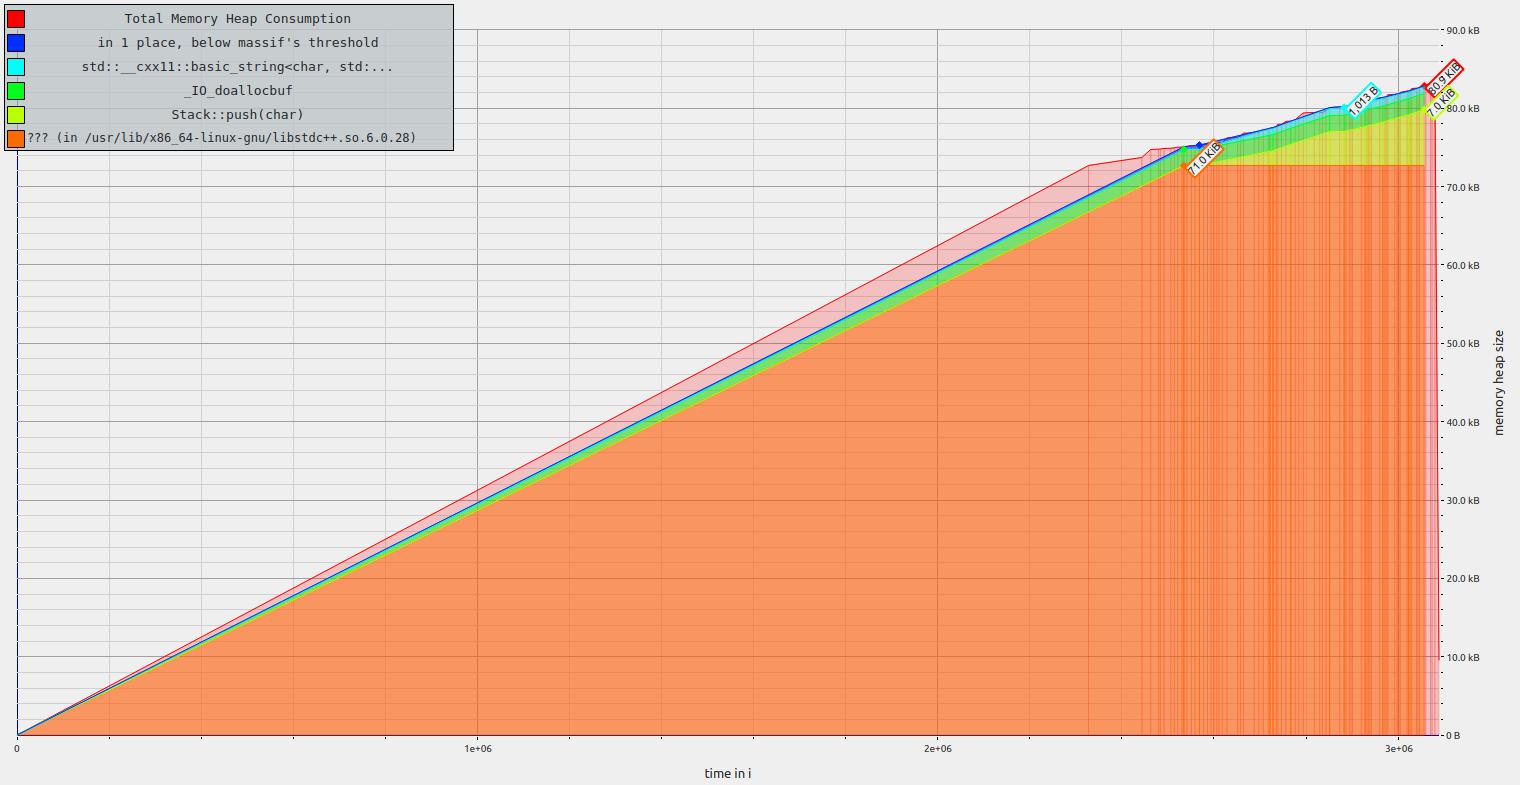 Total Memory Heap Consumption
in 1 place, below massif's threshold
std::__cxx11::basic_string<char, std:...
_IO_doallocbuf
Stack::push(char)
??? (in /usr/lib/x86_64-linux-gnu/libstdc++.so.6.0.28)
90.0 kB
80.9 KiB
1,013 B
7.0 KiB
80.0 kB
71.0 KiB
70.0 kB
60.0 kB
50.0 kB
memory heap size
40.0 kB
30.0 kB
20.0 kB
10.0 kB
0 B
0
1e+06
2e+06
3e+06
time in i